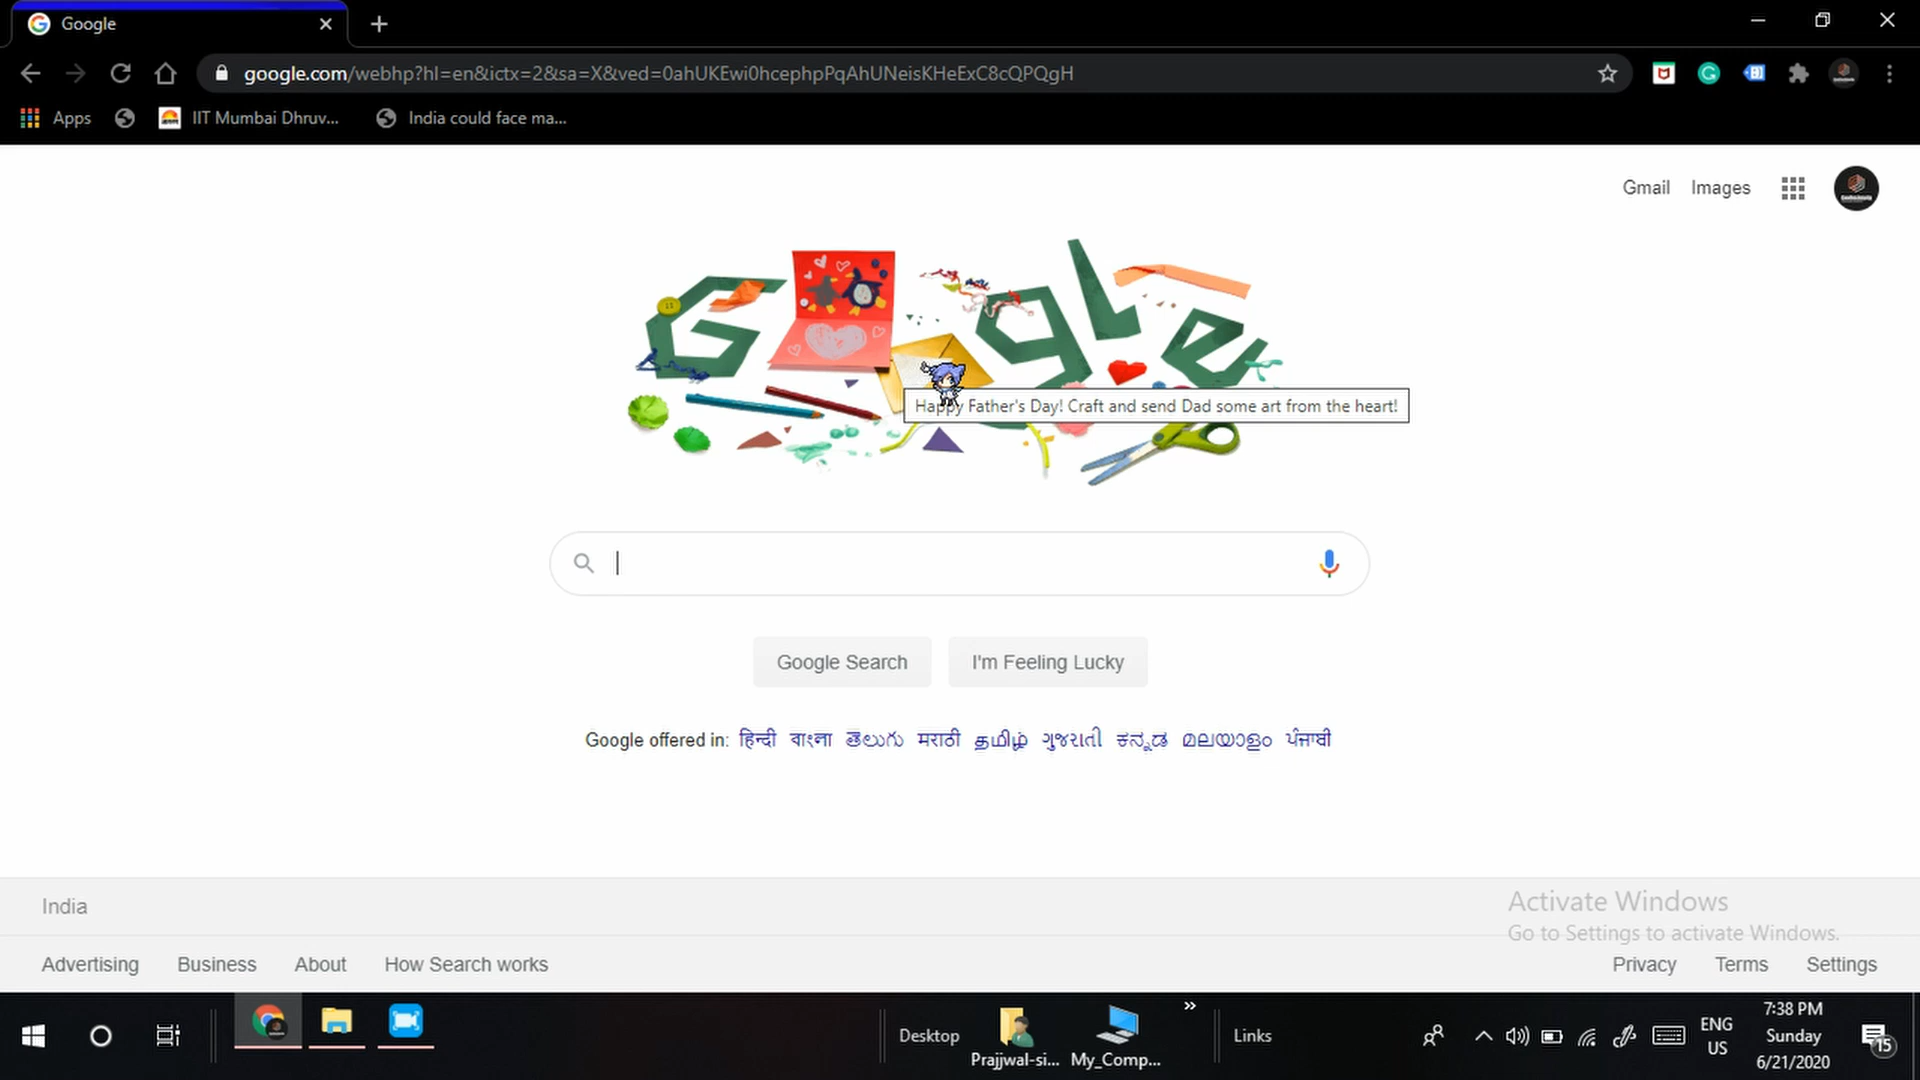 Google
google.com/webhp?hl=en&ictx=2&sa=X&ved=0ahUKEwi0hcephpPqAhUNeisKHeExC8cQPQgH
Apps
IIT Mumbai Dhruv...
India could face ma...
Gmail
Images
Google
Happy Father's Day! Craft and send Dad some art from the heart!
Google Search
I'm Feeling Lucky
Google offered in: हिन्दी বাংলা తెలుగు मराठी தமிழ் ગુજરાતી ಕನ್ನಡ മലയാളം ਪੰਜਾਬੀ
India
Activate Windows
Go to Settings to activate Windows.
Advertising
Business
About
How Search works
Privacy
Terms
Settings
Desktop
Prajjwal-si...
My_Comp...
»
Links
ENG
US
7:38 PM
Sunday
6/21/2020
15